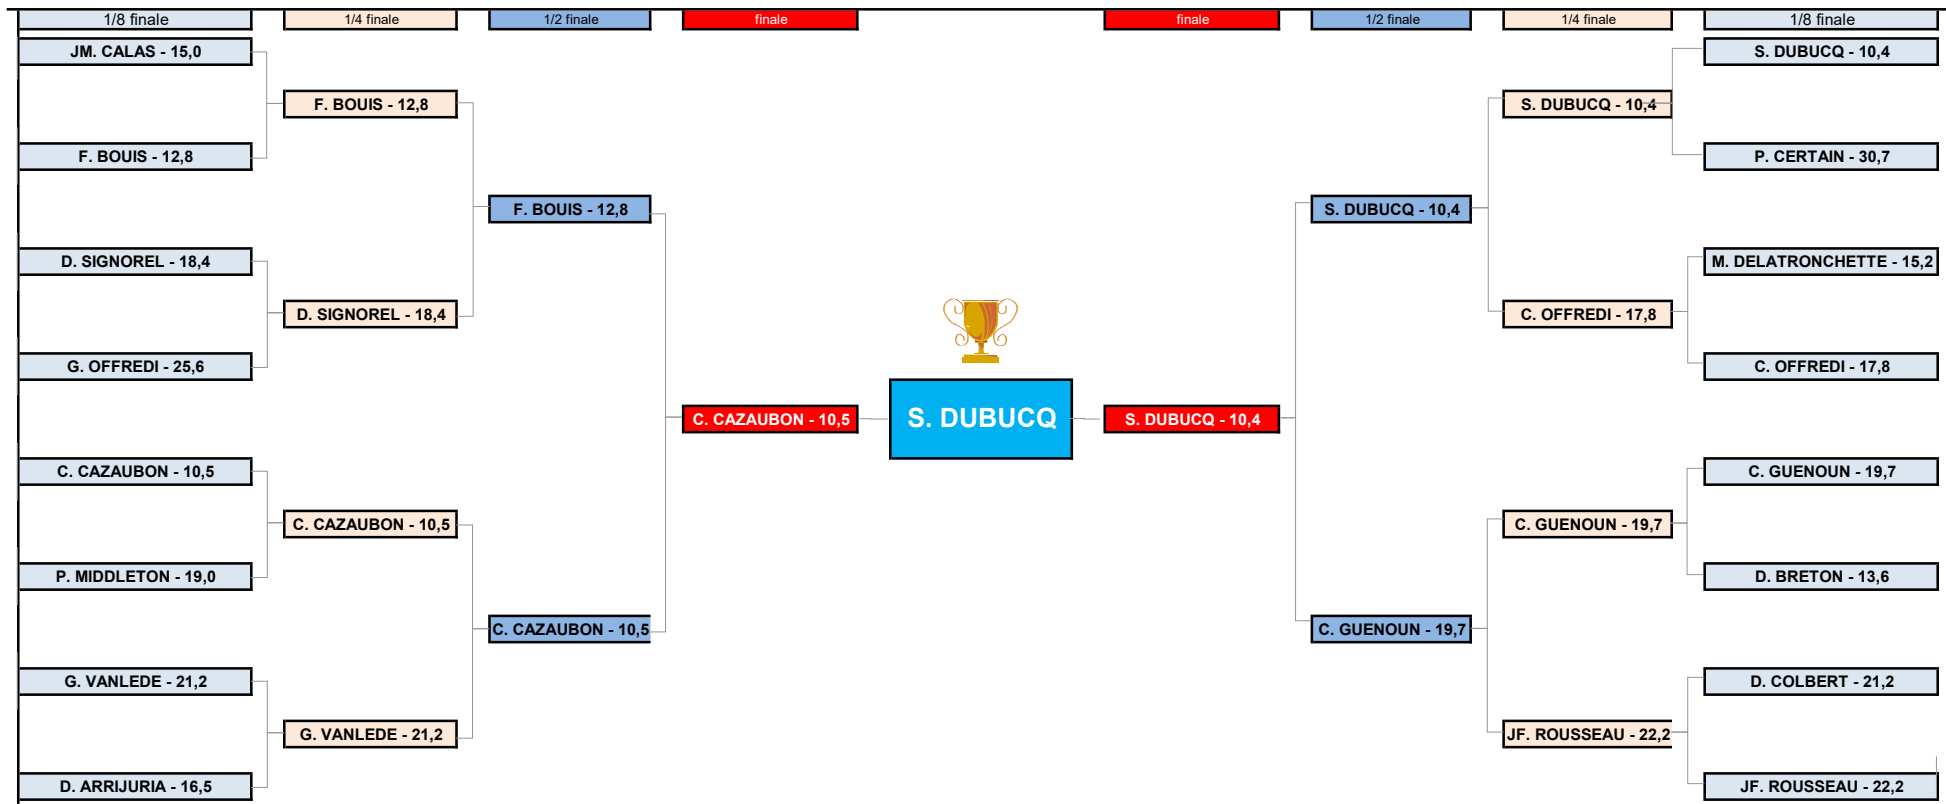 1/8 finale
1/4 finale
1/2 finale
finale
finale
1/2 finale
1/4 finale
1/8 finale
JM. CALAS - 15,0
S. DUBUCQ - 10,4
F. BOUIS - 12,8
S. DUBUCQ - 10,4
F. BOUIS - 12,8
P. CERTAIN - 30,7
F. BOUIS - 12,8
S. DUBUCQ - 10,4
D. SIGNOREL - 18,4
M. DELATRONCHETTE - 15,2
D. SIGNOREL - 18,4
C. OFFREDI - 17,8
G. OFFREDI - 25,6
C. OFFREDI - 17,8
C. CAZAUBON - 10,5
S. DUBUCQ
S. DUBUCQ - 10,4
C. CAZAUBON - 10,5
C. GUENOUN - 19,7
C. CAZAUBON - 10,5
C. GUENOUN - 19,7
P. MIDDLETON - 19,0
D. BRETON - 13,6
C. CAZAUBON - 10,5
C. GUENOUN - 19,7
G. VANLEDE - 21,2
D. COLBERT - 21,2
G. VANLEDE - 21,2
JF. ROUSSEAU - 22,2
D. ARRIJURIA - 16,5
JF. ROUSSEAU - 22,2